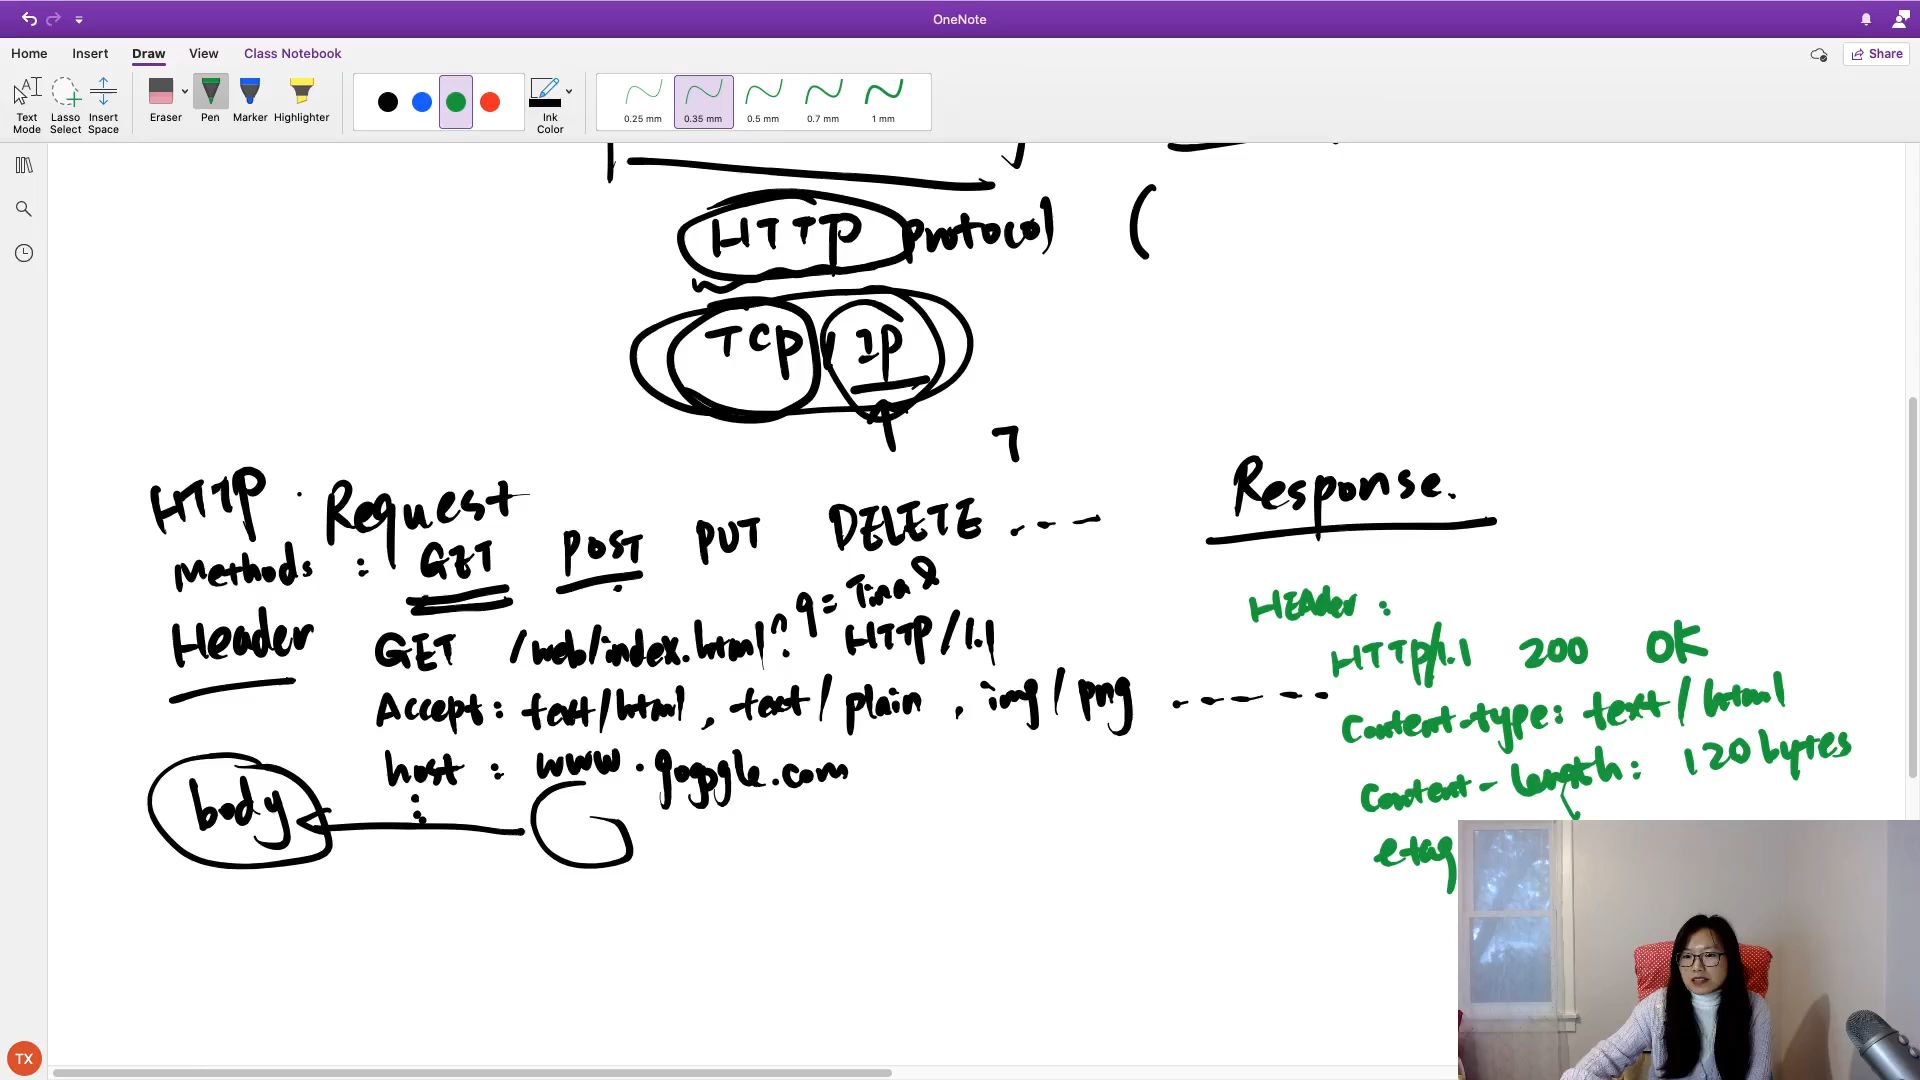 OneNote
Home Insert Draw View Class Notebook
Share
Text Mode
Lasso Select
Insert Space
Eraser
Pen
Marker
Highlighter
Ink Color
0.25 mm
0.35 mm
0.5 mm
0.7 mm
1 mm
HTTP Protocol (
TCP IP
HTTP Request
Methods : GET POST PUT DELETE ----
Header GET /web/index.html? q=Tina& HTTP/1.1
Accept: text/html, text/plain, img/png ------
host : www.gogpgle.com
:
body
Response.
HEAder :
HTTP/1.1 200 OK
Content-type: text/html
Content-length: 120 bytes
etag
TX